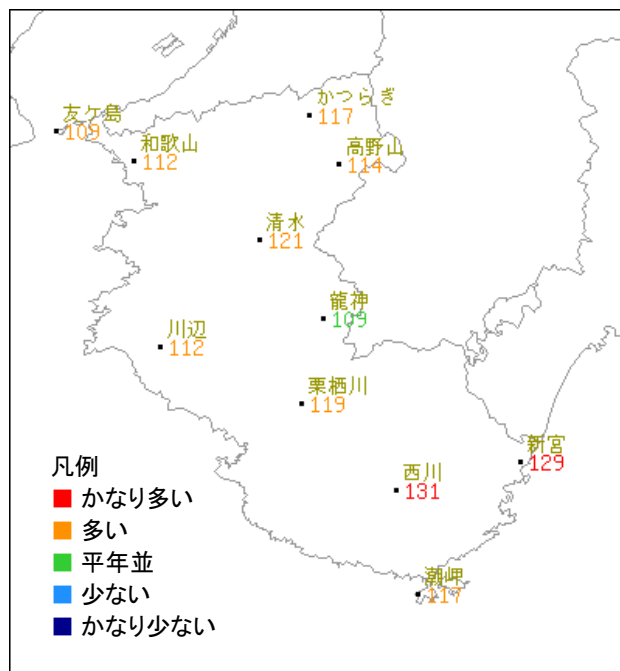 かつらぎ
117
友ケ島
109
和歌山
112
高野山
114
清水
121
龍神
109
川辺
112
栗栖川
119
新宮
129
西川
131
潮岬
117
凡例
かなり多い
多い
平年並
少ない
かなり少ない